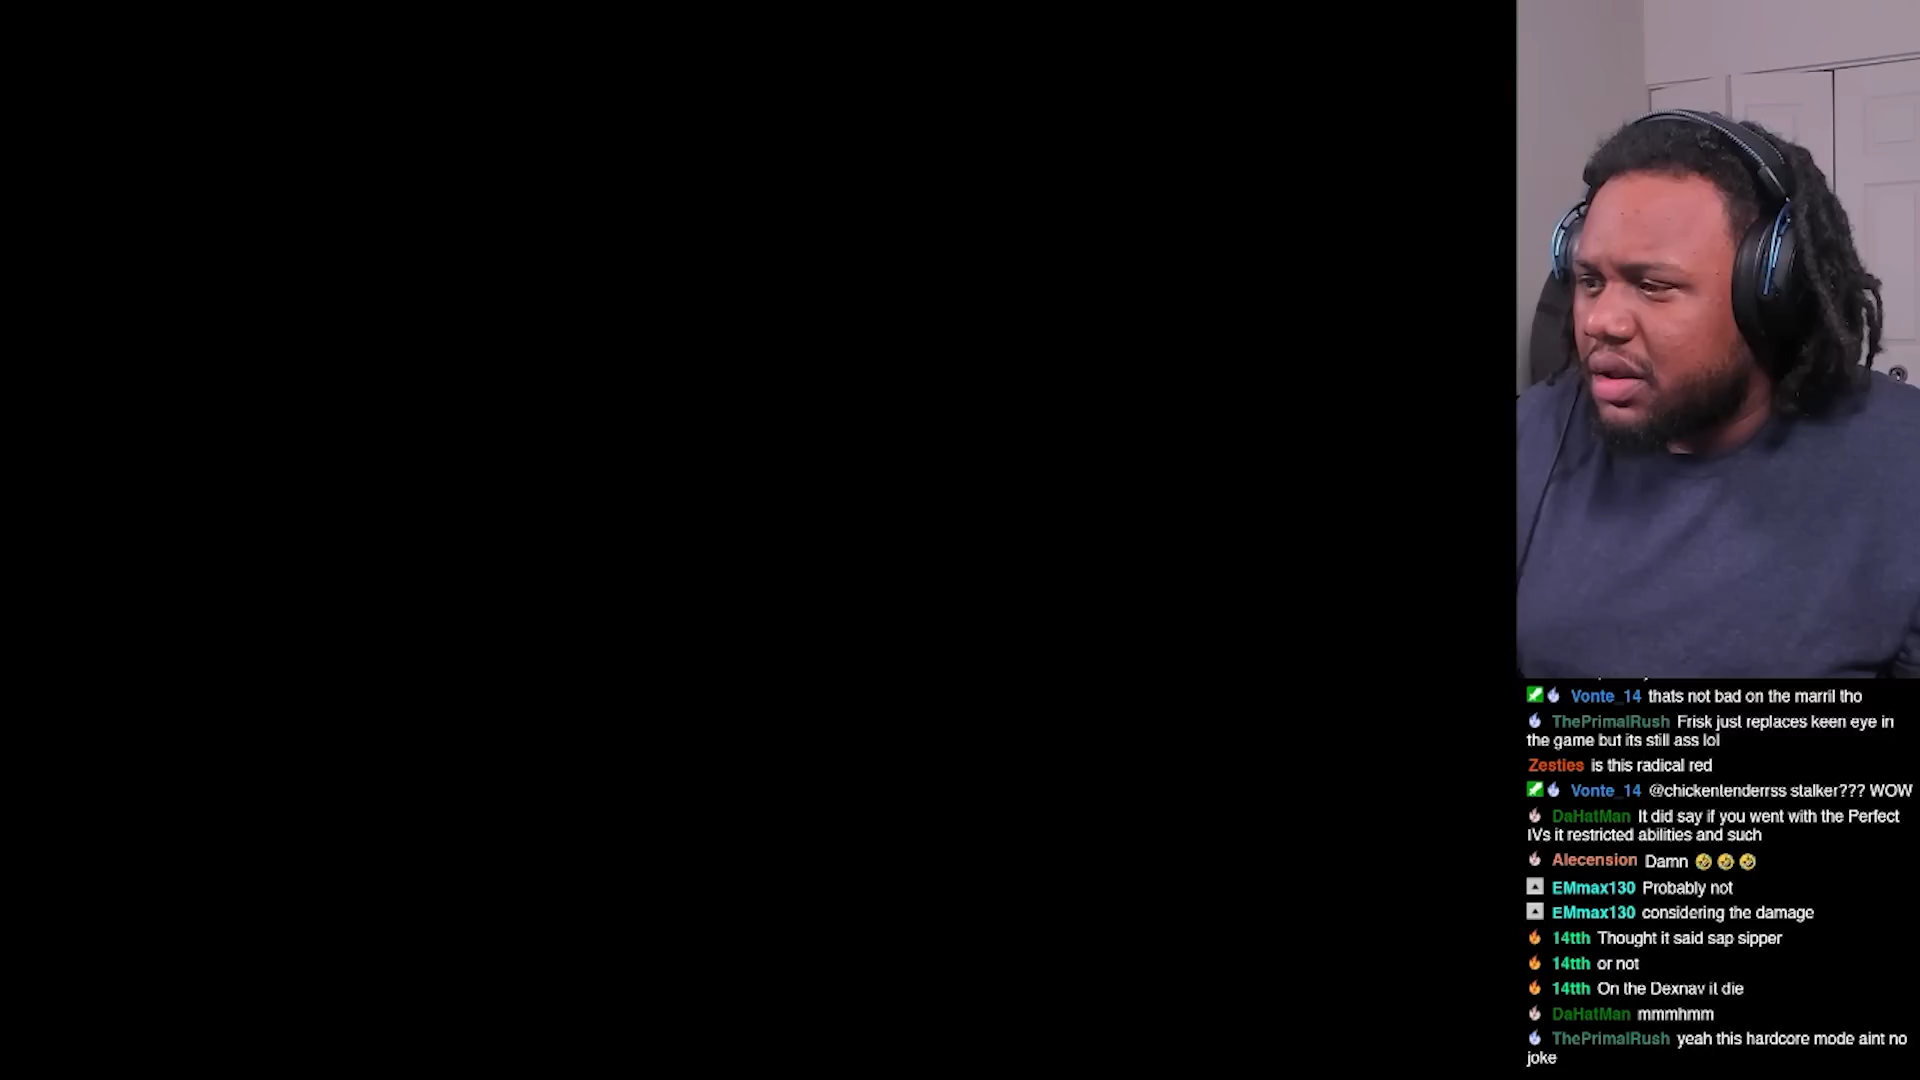 Vonte_14 thats not bad on the marril tho
ThePrimalRush Frisk just replaces keen eye in
the game but its still ass lol
Zesties is this radical red
Vonte_14 @chickentenderrss stalker??? WOW
DaHatMan It did say if you went with the Perfect
IVs it restricted abilities and such
Alecension Damn 🤣 🤣 🤣
EMmax130 Probably not
EMmax130 considering the damage
14tth Thought it said sap sipper
14tth or not
14tth On the Dexnav it die
DaHatMan mmmhmm
ThePrimalRush yeah this hardcore mode aint no
joke